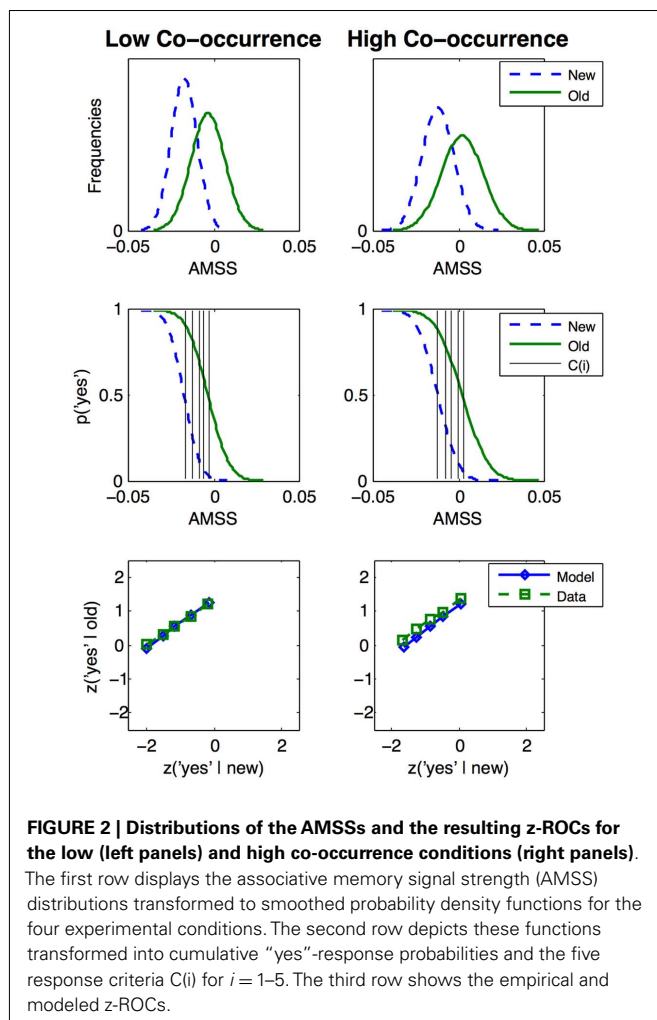 Low Co-occurrence
High Co-occurrence
Frequencies
0
-0.05
0
0.05
AMSS
0
-0.05
0
0.05
AMSS
New
Old
p('yes')
1
0.5
0
-0.05
0
0.05
AMSS
1
0.5
0
-0.05
0
0.05
AMSS
New
Old
C(i)
z('yes' | old)
2
1
0
-1
-2
-2
0
2
z('yes' | new)
2
1
0
-1
-2
-2
0
2
z('yes' | new)
Model
Data
FIGURE 2 | Distributions of the AMSSs and the resulting z-ROCs for
the low (left panels) and high co-occurrence conditions (right panels).
The first row displays the associative memory signal strength (AMSS)
distributions transformed to smoothed probability density functions for the
four experimental conditions. The second row depicts these functions
transformed into cumulative “yes”-response probabilities and the five
response criteria C(i) for i = 1–5. The third row shows the empirical and
modeled z-ROCs.